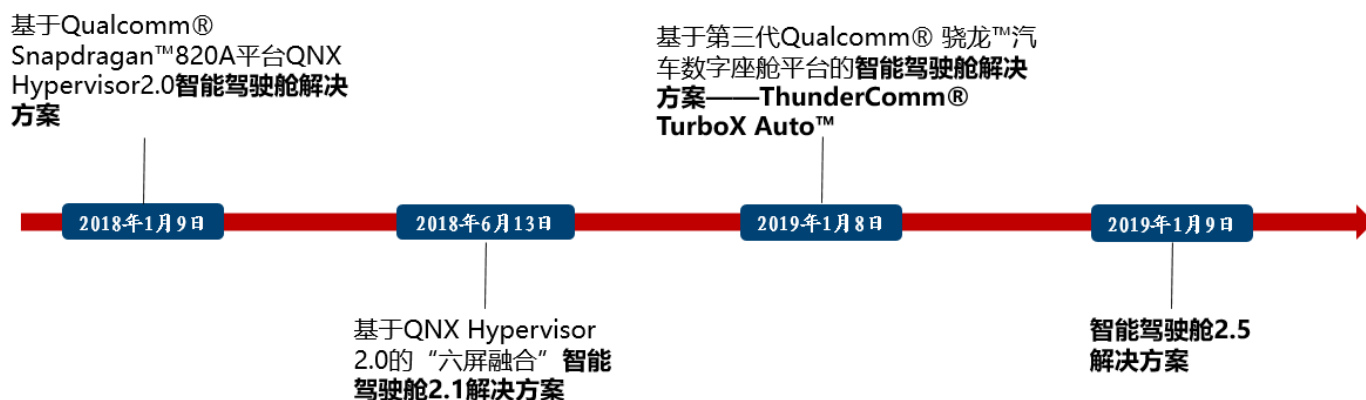 基于Qualcomm®
Snapdragan™820A平台QNX
Hypervisor2.0智能驾驶舱解决
方案
基于第三代Qualcomm® 骁龙™汽
车数字座舱平台的智能驾驶舱解决
方案——ThunderComm®
TurboX Auto™
2018年1月9日
2018年6月13日
2019年1月8日
2019年1月9日
基于QNX Hypervisor
2.0的“六屏融合”智能
驾驶舱2.1解决方案
智能驾驶舱2.5
解决方案